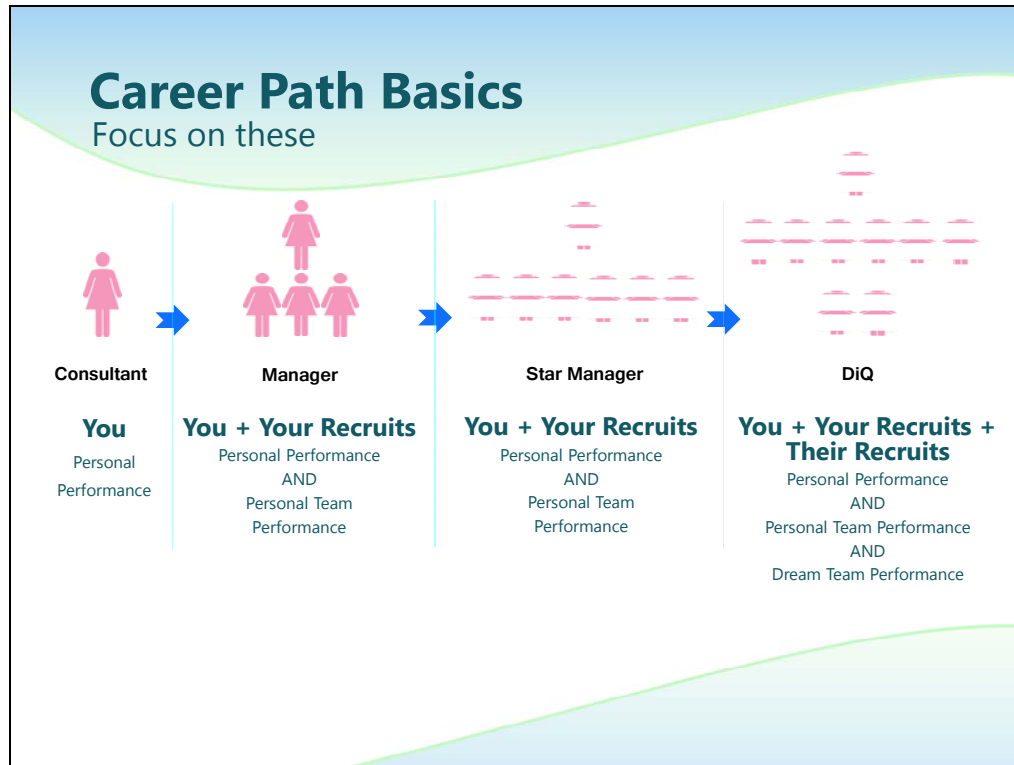 Career Path Basics
Focus on these
Consultant
You
Personal
Performance
Manager
You + Your Recruits
Personal Performance
AND
Personal Team
Performance
Star Manager
You + Your Recruits
Personal Performance
AND
Personal Team
Performance
DiQ
You + Your Recruits +
Their Recruits
Personal Performance
AND
Personal Team Performance
AND
Dream Team Performance